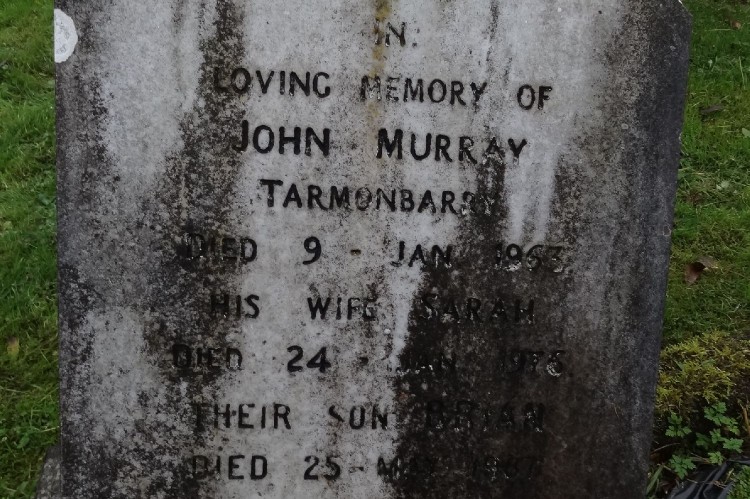 IN
LOVING MEMORY OF
JOHN MURRAY
TARMONBARRY
DIED 9 - JAN 1963
HIS WIFE SARAH
DIED 24 - JAN
THEIR SON BRIAN
DIED 25 -